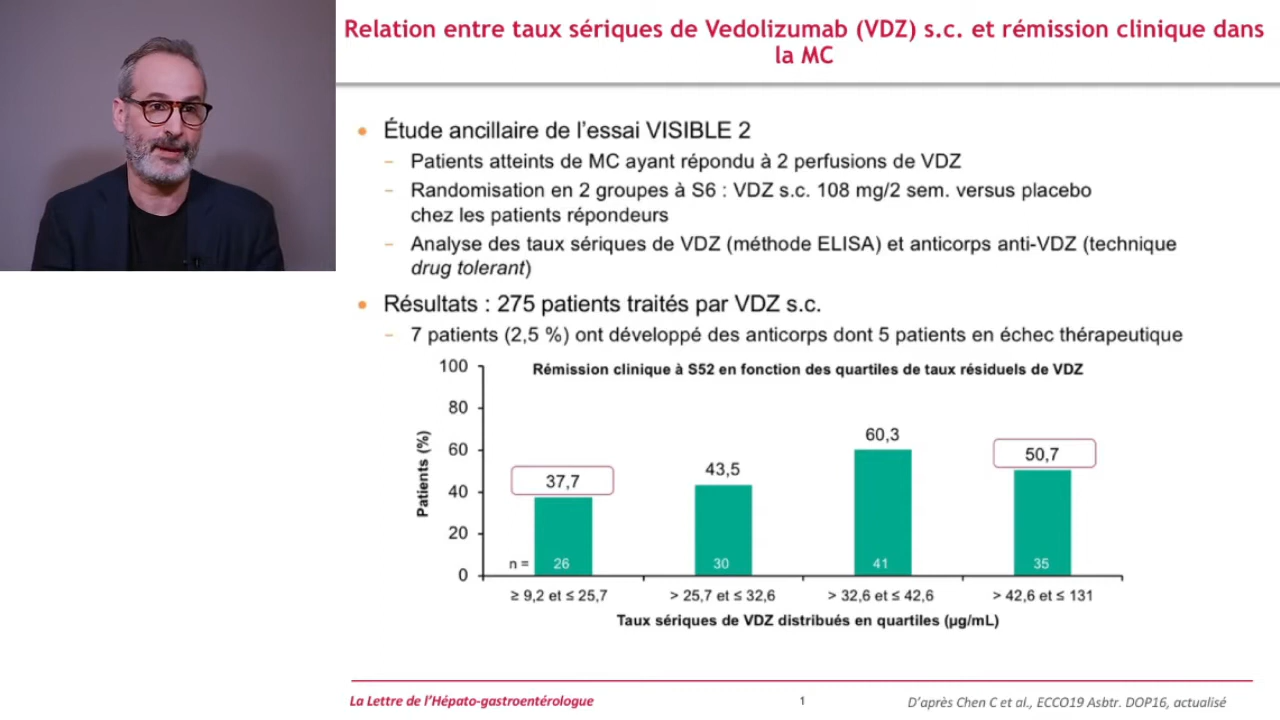 Relation entre taux sériques de Vedolizumab (VDZ) s.c. et rémission clinique dans
la MC
• Étude ancillaire de l'essai VISIBLE 2
– Patients atteints de MC ayant répondu à 2 perfusions de VDZ
– Randomisation en 2 groupes à S6 : VDZ s.c. 108 mg/2 sem. versus placebo
chez les patients répondeurs
– Analyse des taux sériques de VDZ (méthode ELISA) et anticorps anti-VDZ (technique
drug tolerant)
• Résultats : 275 patients traités par VDZ s.c.
– 7 patients (2,5 %) ont développé des anticorps dont 5 patients en échec thérapeutique
Rémission clinique à S52 en fonction des quartiles de taux résiduels de VDZ
Patients (%)
100
80
60
40
20
0
37,7
43,5
60,3
50,7
n = 26 30 41 35
≥ 9,2 et ≤ 25,7 > 25,7 et ≤ 32,6 > 32,6 et ≤ 42,6 > 42,6 et ≤ 131
Taux sériques de VDZ distribués en quartiles (µg/mL)
La Lettre de l'Hépato-gastroentérologue
1
D'après Chen C et al., ECCO19 Asbtr. DOP16, actualisé